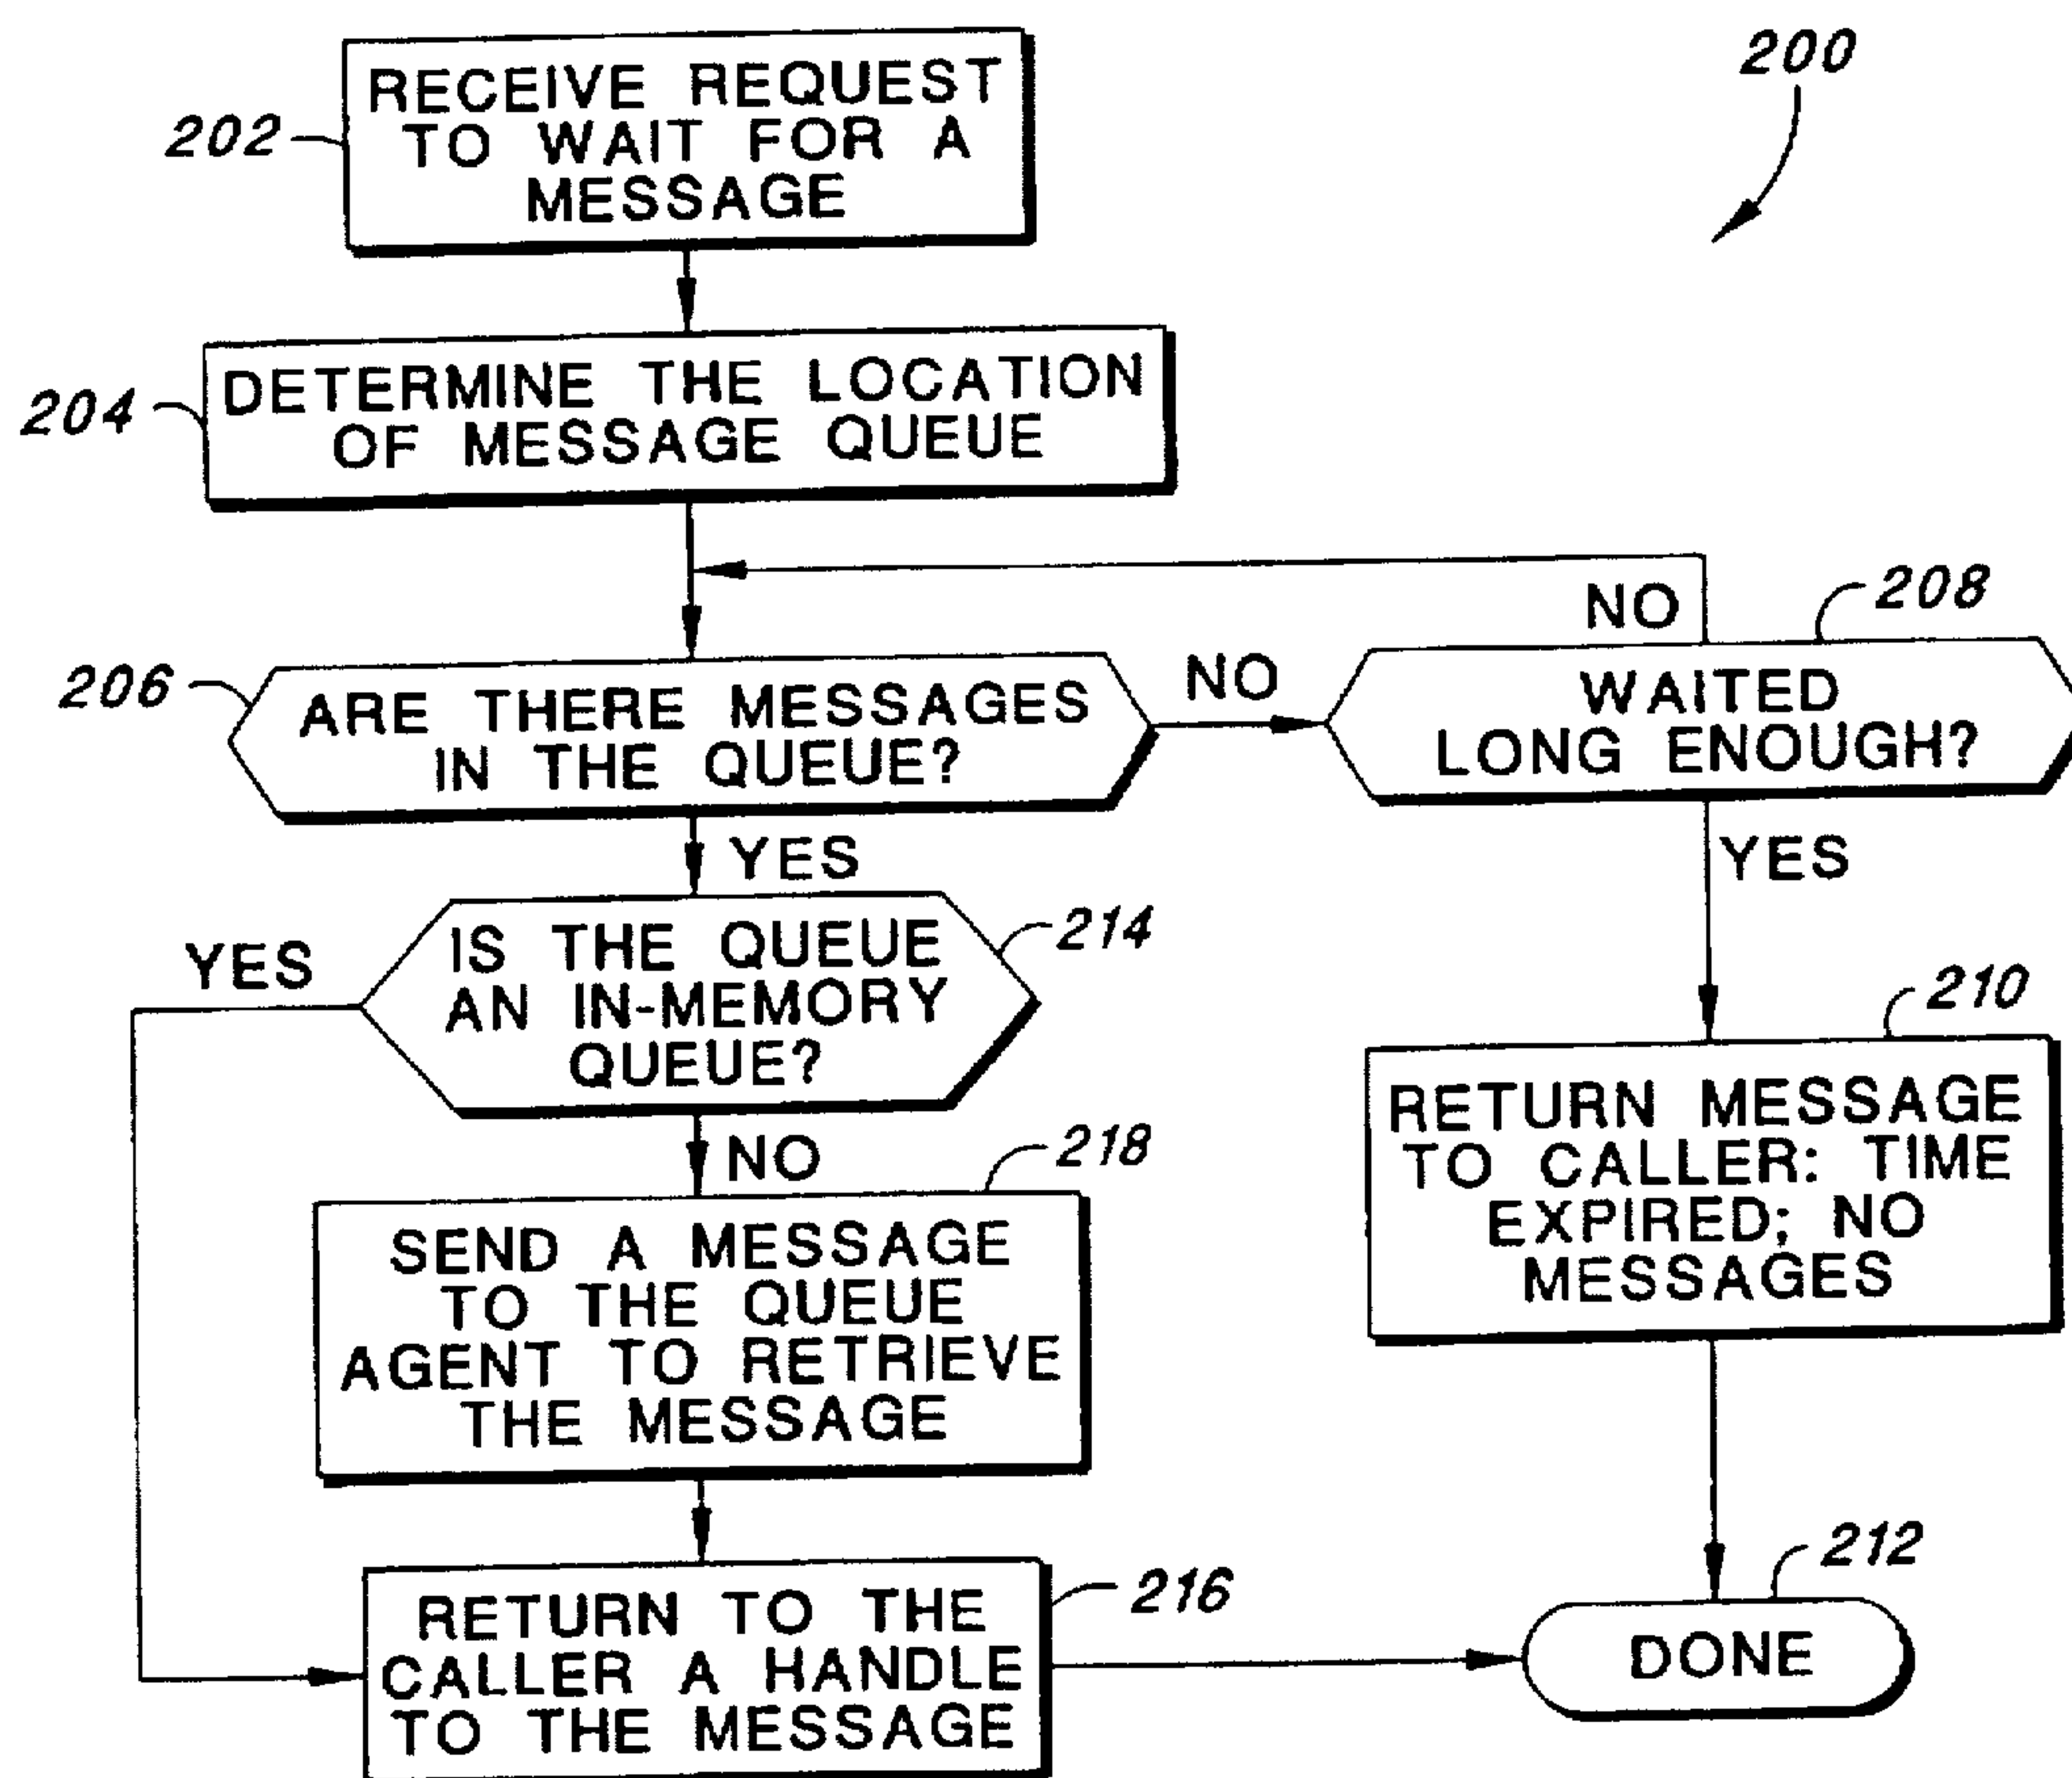 200
202
RECEIVE REQUEST
TO WAIT FOR A
MESSAGE
204
DETERMINE THE LOCATION
OF MESSAGE QUEUE
206
ARE THERE MESSAGES
IN THE QUEUE?
NO
NO
208
WAITED
LONG ENOUGH?
YES
YES
214
IS THE QUEUE
AN IN-MEMORY
QUEUE?
YES
NO
210
RETURN MESSAGE
TO CALLER: TIME
EXPIRED; NO
MESSAGES
218
SEND A MESSAGE
TO THE QUEUE
AGENT TO RETRIEVE
THE MESSAGE
216
RETURN TO THE
CALLER A HANDLE
TO THE MESSAGE
212
DONE